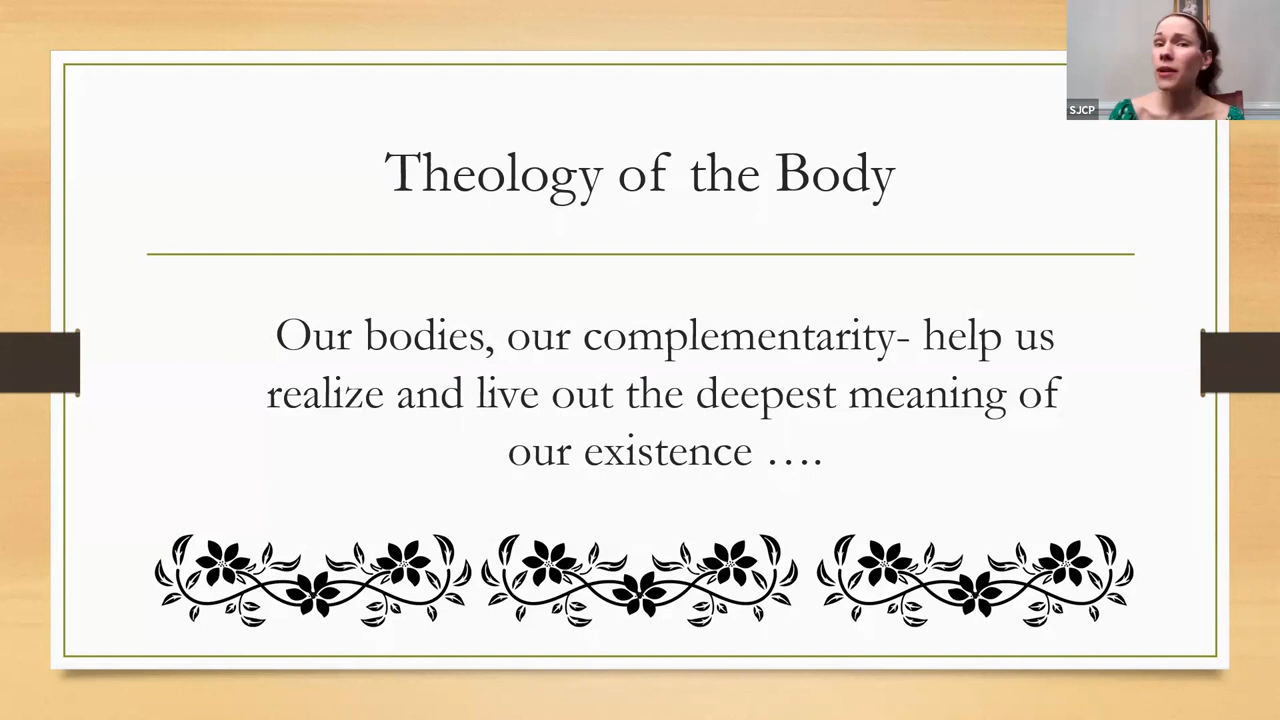 SJCP
Theology of the Body
Our bodies, our complementarity- help us
realize and live out the deepest meaning of
our existence ….